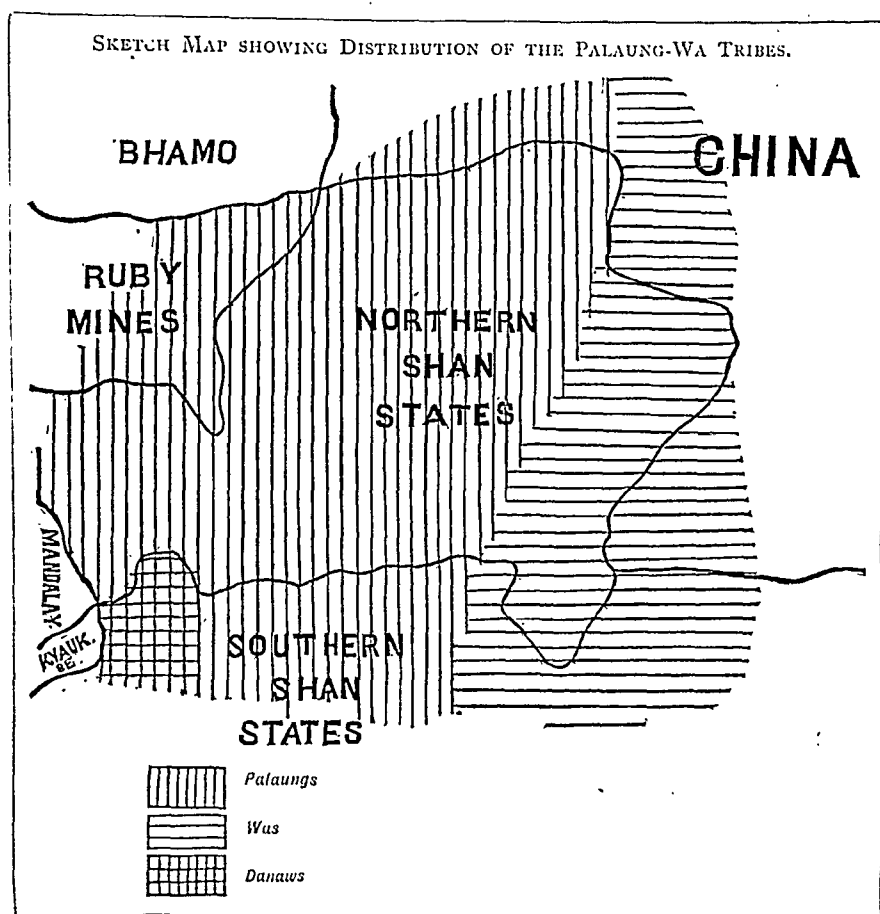 SKETCH MAP SHOWING DISTRIBUTION OF THE PALAUNG-WA TRIBES.
BHAMO
CHINA
RUBY
MINES
NORTHERN
SHAN
STATES
MANDALAY.
KYAUK.
SE.
SOUTHERN
SHAN
STATES
Palaungs
Was
Danaws